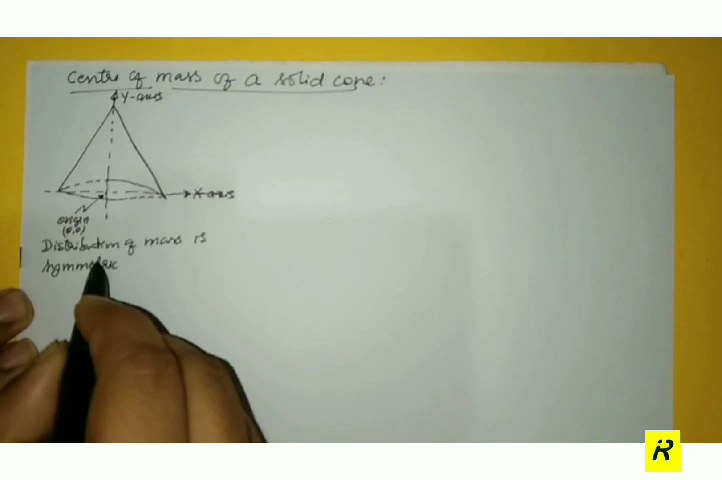 Centre of mass of a solid cone:
Y-axis
X-axis
origin
(0,0)
Distribution of mass is
symmetric
R